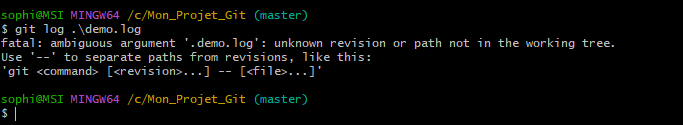 sophi@MSI MINGW64 /c/Mon_Projet_Git (master)
$ git log .\demo.log
fatal: ambiguous argument '.demo.log': unknown revision or path not in the working tree.
Use '--' to separate paths from revisions, like this:
'git <command> [<revision>...] -- [<file>...]'
sophi@MSI MINGW64 /c/Mon_Projet_Git (master)
$